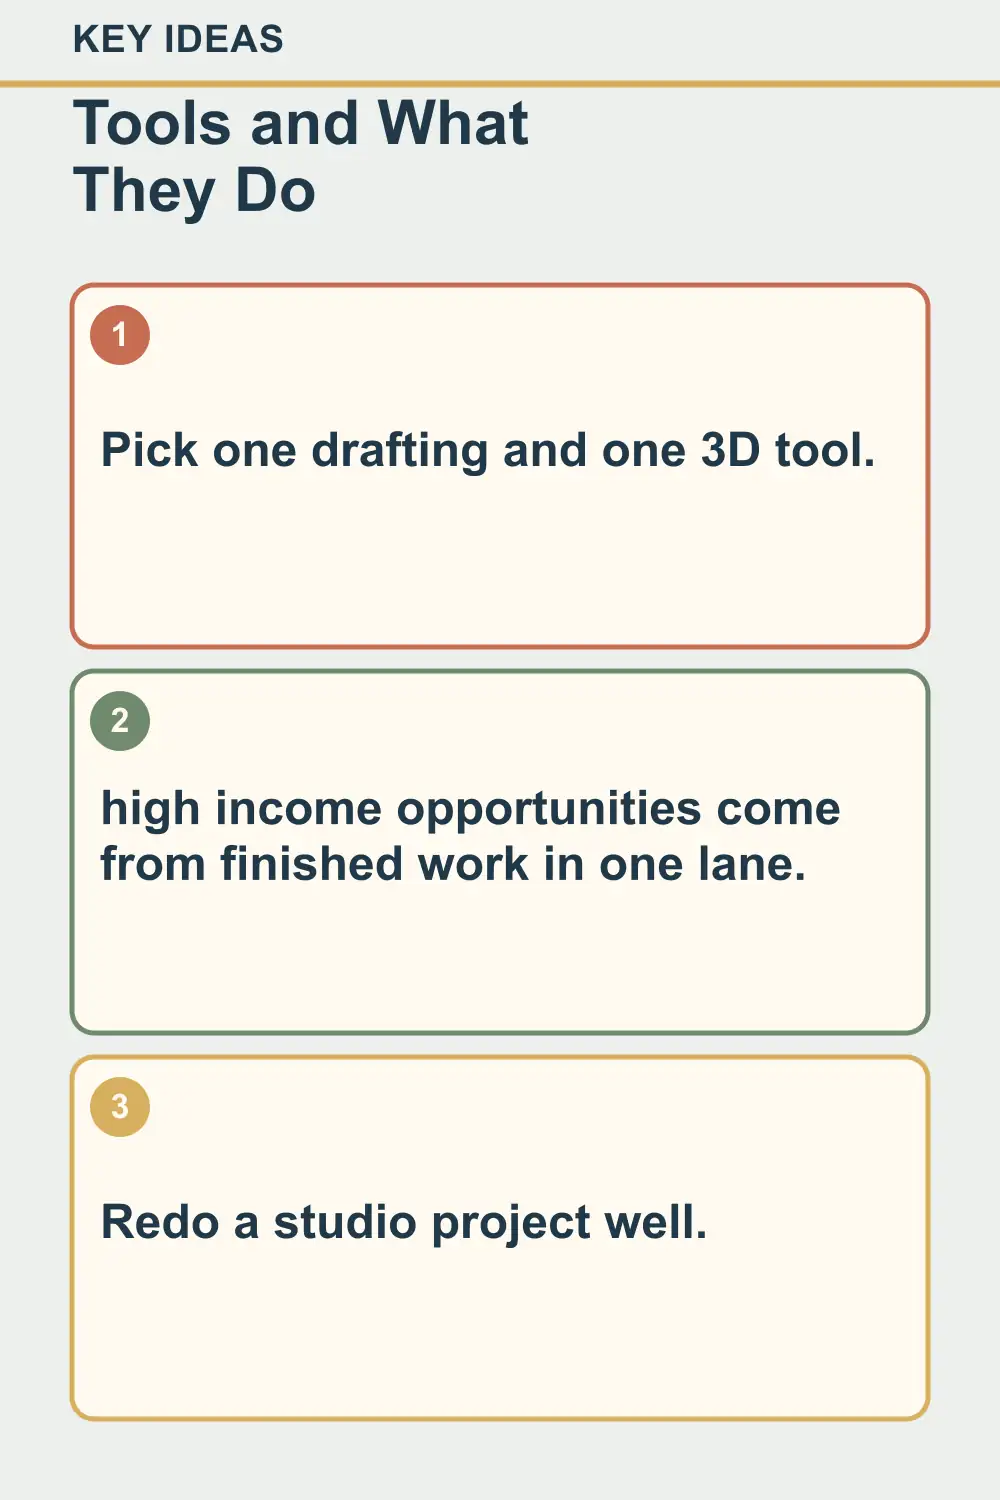 KEY IDEAS
Tools and What
They Do
1
Pick one drafting and one 3D tool.
2
high income opportunities come
from finished work in one lane.
3
Redo a studio project well.